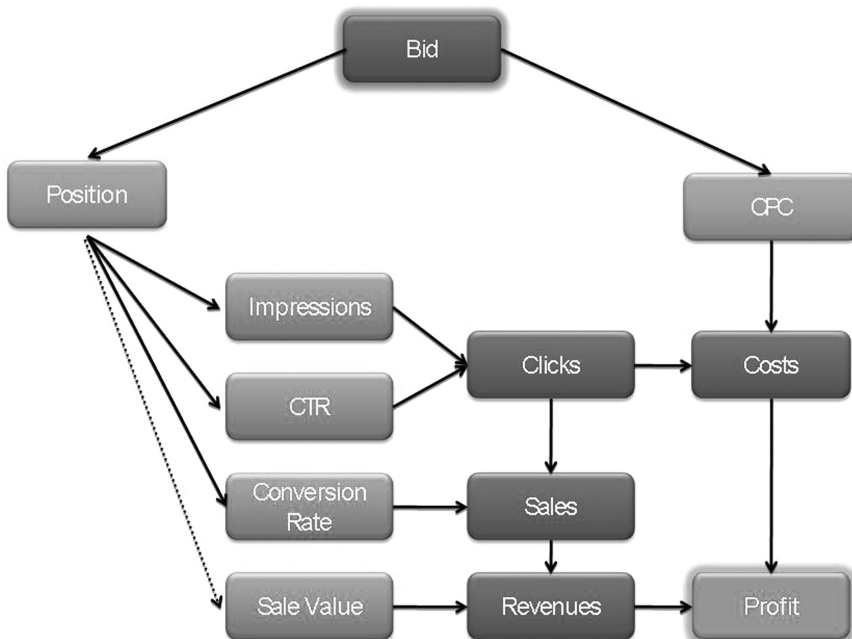 Bid
Position
CPC
Impressions
Clicks
Costs
CTR
Conversion
Rate
Sales
Sale Value
Revenues
Profit